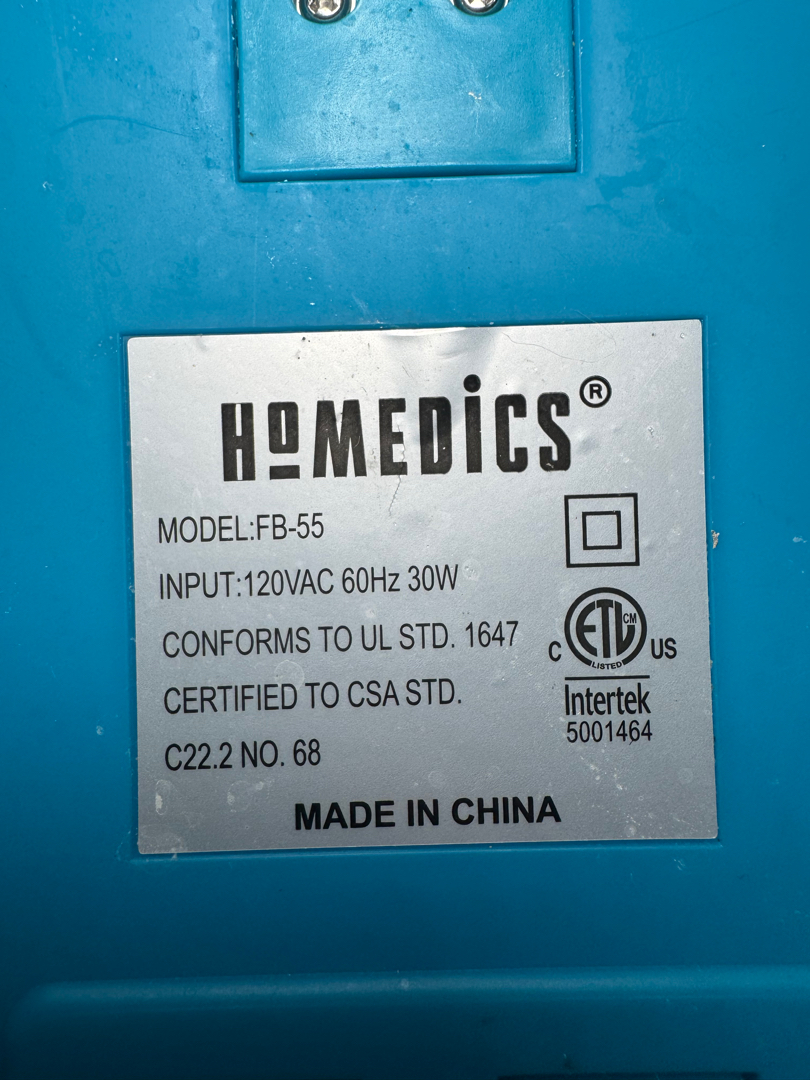 HOMEDICS®
MODEL:FB-55
INPUT:120VAC 60Hz 30W
CONFORMS TO UL STD. 1647
CERTIFIED TO CSA STD.
C22.2 NO. 68
C ETL CM US
LISTED
Intertek
5001464
MADE IN CHINA